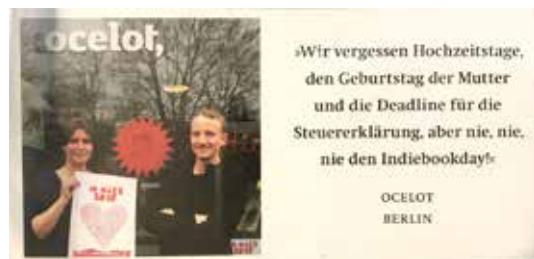 ocelot,
»Wir vergessen Hochzeitstage,
den Geburtstag der Mutter
und die Deadline für die
Steuererklärung, aber nie, nie,
nie den Indiebookday!«
OCELOT
BERLIN